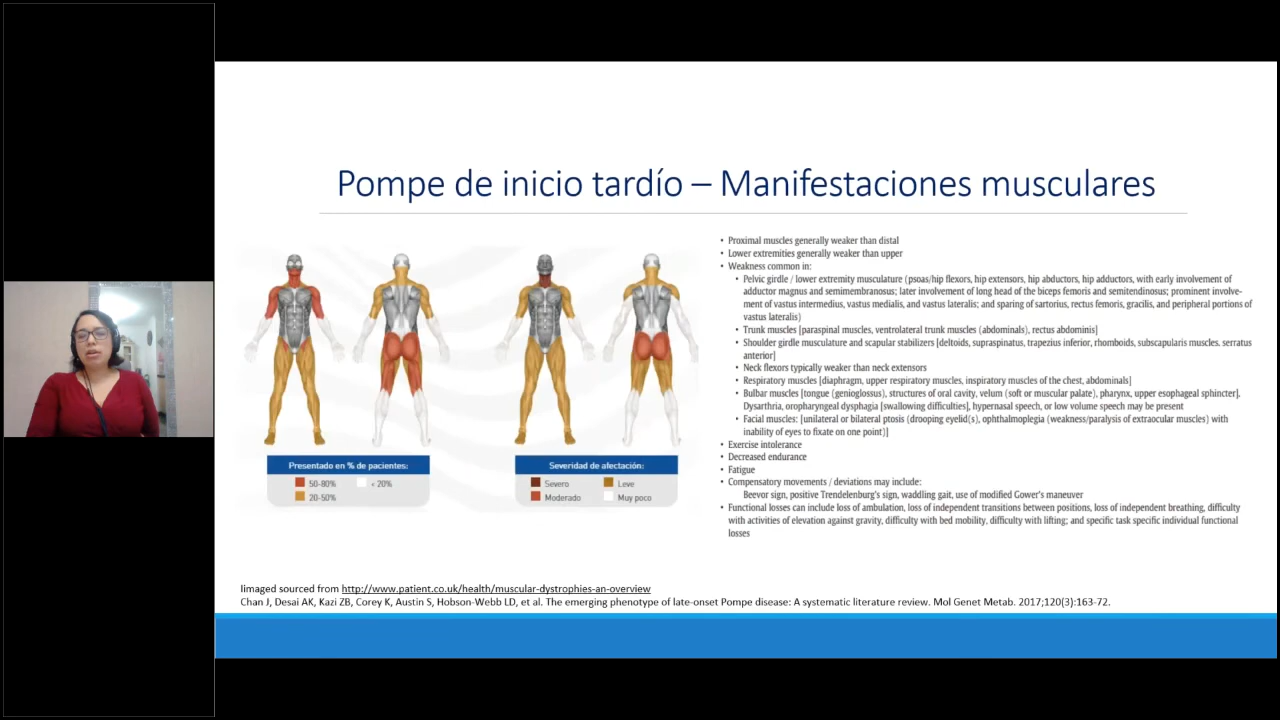 Pompe de inicio tardío – Manifestaciones musculares
Presentado en % de pacientes:
50-80%
< 20%
20-50%
Severidad de afectación:
Severo
Leve
Moderado
Muy poco
• Proximal muscles generally weaker than distal
• Lower extremities generally weaker than upper
• Weakness common in:
• Pelvic girdle / lower extremity musculature (psoas/hip flexors, hip extensors, hip abductors, hip adductors, with early involvement of
adductor magnus and semimembranosus; later involvement of long head of the biceps femoris and semitendinosus; prominent involve-
ment of vastus intermedius, vastus medialis, and vastus lateralis; and sparing of sartorius, rectus femoris, gracilis, and peripheral portions of
vastus lateralis)
• Trunk muscles [paraspinal muscles, ventrolateral trunk muscles (abdominals), rectus abdominis]
• Shoulder girdle musculature and scapular stabilizers [deltoids, supraspinatus, trapezius inferior, rhomboids, subscapularis muscles, serratus
anterior]
• Neck flexors typically weaker than neck extensors
• Respiratory muscles [diaphragm, upper respiratory muscles, inspiratory muscles of the chest, abdominals]
• Bulbar muscles [tongue (genioglossus), structures of oral cavity, velum (soft or muscular palate), pharynx, upper esophageal sphincter].
Dysarthria, oropharyngeal dysphagia [swallowing difficulties], hypernasal speech, or low volume speech may be present
• Facial muscles: [unilateral or bilateral ptosis (drooping eyelid(s), ophthalmoplegia (weakness/paralysis of extraocular muscles) with
inability of eyes to fixate on one point)]
• Exercise intolerance
• Decreased endurance
• Fatigue
• Compensatory movements / deviations may include:
Beevor sign, positive Trendelenburg's sign, waddling gait, use of modified Gower's maneuver
• Functional losses can include loss of ambulation, loss of independent transitions between positions, loss of independent breathing, difficulty
with activities of elevation against gravity, difficulty with bed mobility, difficulty with lifting; and specific task specific individual functional
losses
Iimaged sourced from http://www.patient.co.uk/health/muscular-dystrophies-an-overview
Chan J, Desai AK, Kazi ZB, Corey K, Austin S, Hobson-Webb LD, et al. The emerging phenotype of late-onset Pompe disease: A systematic literature review. Mol Genet Metab. 2017;120(3):163-72.